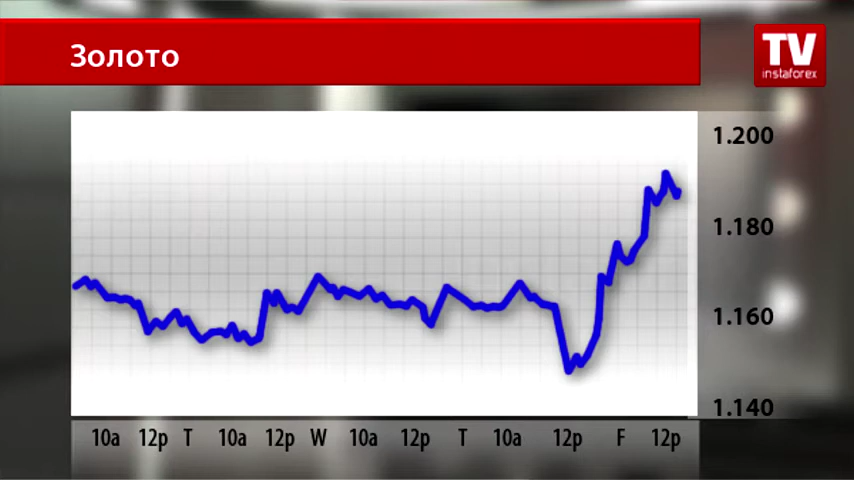 Золото
TV
instaforex
1.200
1.180
1.160
1.140
10a 12p T 10a 12p W 10a 12p T 10a 12p F 12p